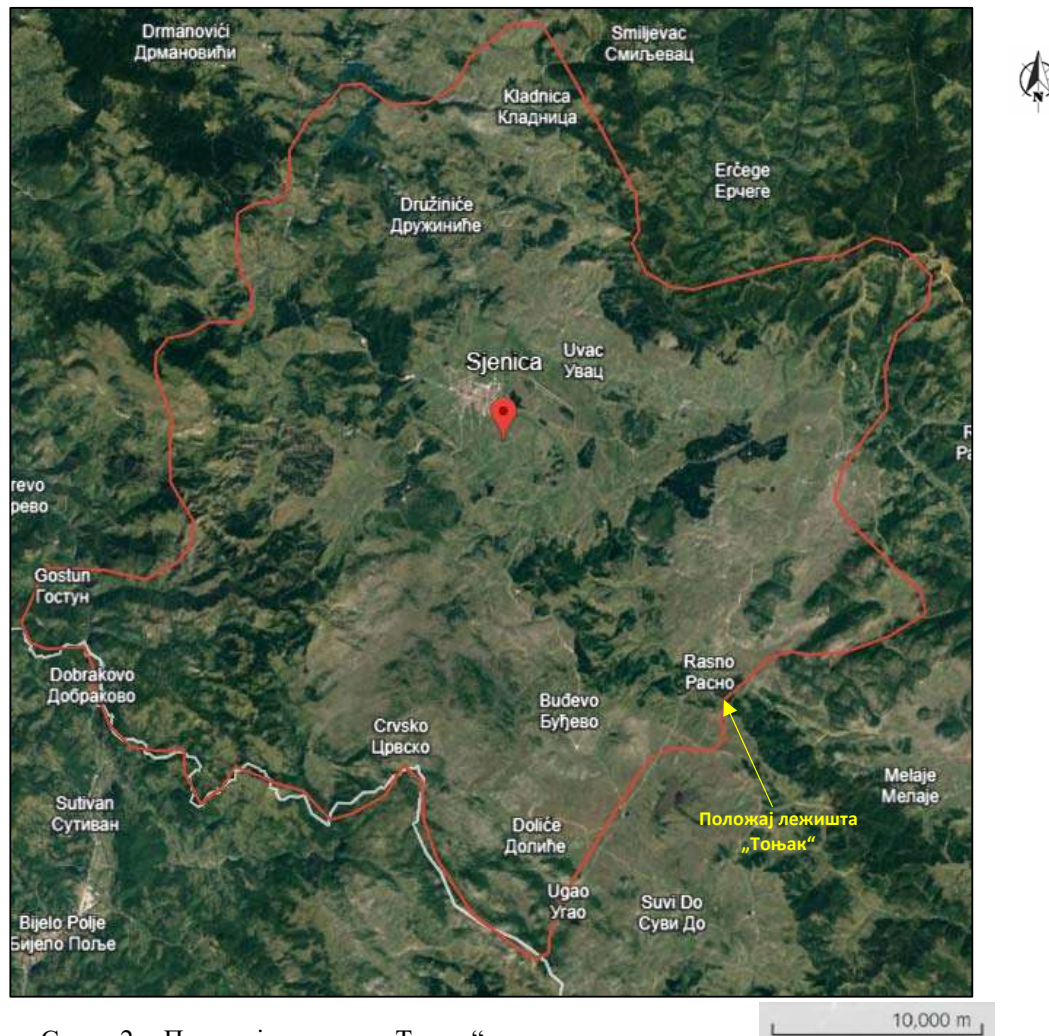 Drmanovići
Дрмановићи
Smiljevac
Смиљевац
N
Kladnica
Кладница
Erčege
Ерчеге
Družiniće
Дружиниће
Uvac
Увац
Sjenica
revo
рево
Gostun
Гостун
Rasno
Расно
Dobrakovo
Добраково
Buđevo
Буђево
Crvsko
Црвско
Melaje
Мелаје
Sutivan
Сутиван
Положај лежишта
„Тоњак“
Doliće
Долиће
Ugao
Угао
Suvi Do
Суви До
Bijelo Polje
Бијело Поље
10,000 m